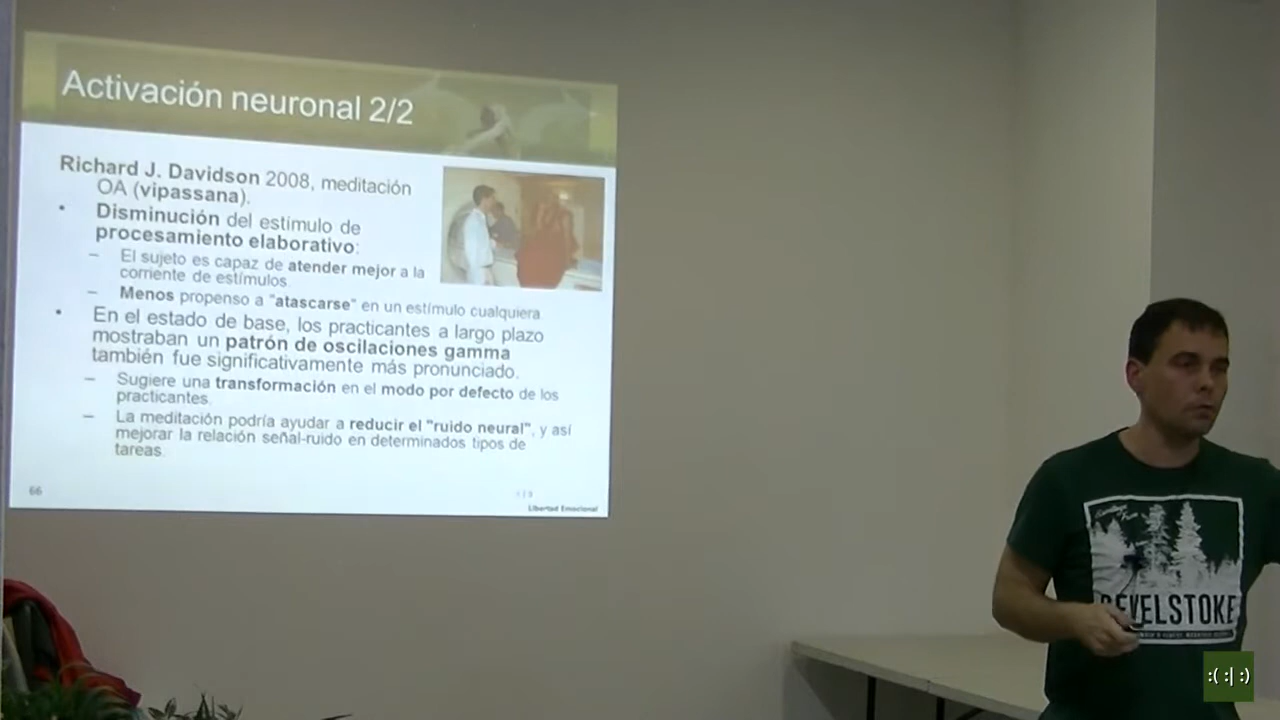 Activación neuronal 2/2
Richard J. Davidson 2008, meditación
OA (vipassana).
• Disminución del estimulo de
procesamiento elaborativo:
– El sujeto es capaz de atender mejor a la
corriente de estímulos.
– Menos propenso a "atascarse" en un estímulo cualquiera.
• En el estado de base, los practicantes a largo plazo
mostraban un patrón de oscilaciones gamma
también fue significativamente más pronunciado.
– Sugiere una transformación en el modo por defecto de los
practicantes.
– La meditación podría ayudar a reducir el "ruido neural", y así
mejorar la relación señal-ruido en determinados tipos de
tareas.
66
Libertad Emocional
REVELSTOKE
:( :| :)